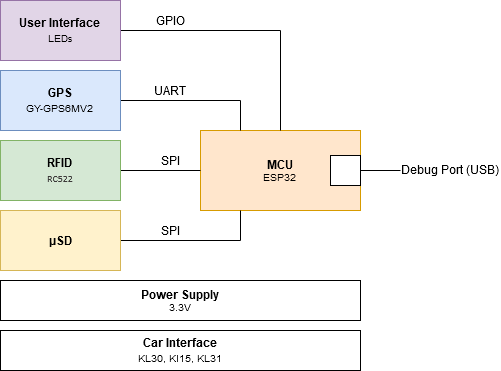 User Interface
LEDs
GPIO
GPS
GY-GPS6MV2
UART
RFID
RC522
SPI
MCU
ESP32
Debug Port (USB)
µSD
SPI
Power Supply
3.3V
Car Interface
KL30, Kl15, KL31